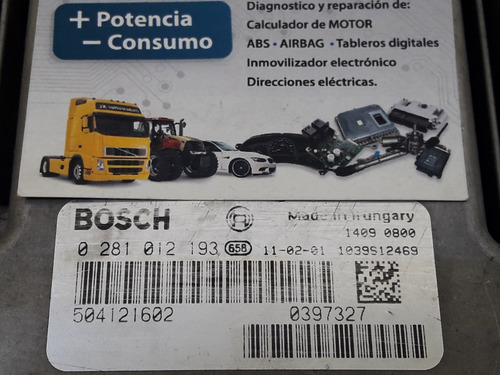 Diagnostico y reparación de:
+ Potencia
- Consumo
Calculador de MOTOR
ABS • AIRBAG • Tableros digitales
Inmovilizador electrónico
Direcciones eléctricas.
BOSCH
Made in Hungary
1409 0800
0 281 012 193 658 11-02-01 1039S12469
504121602
0397327